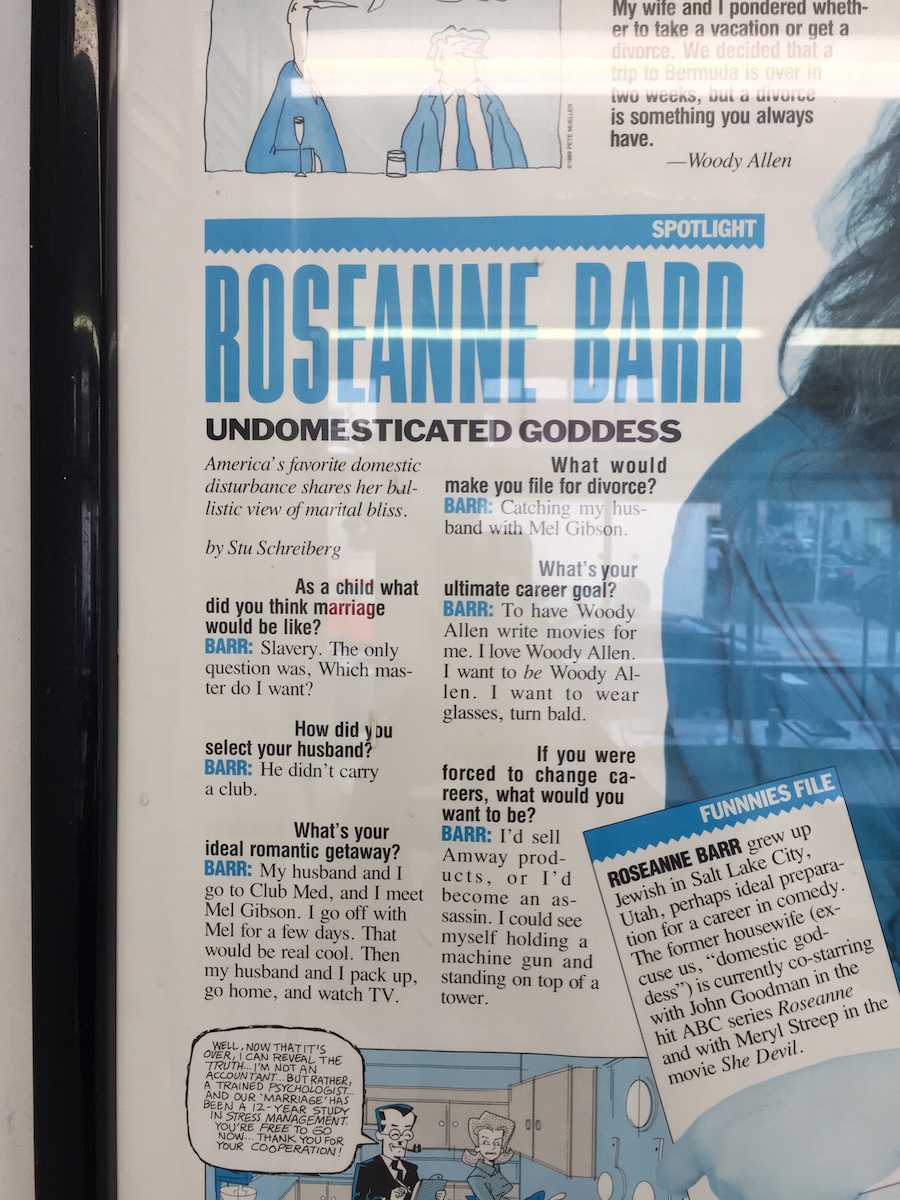 My wife and I pondered wheth-
er to take a vacation or get a
divorce. We decided that a
trip to Bermuda is over in
two weeks, but a divorce
is something you always
have.
—Woody Allen
©1989 PETE MUELLER
SPOTLIGHT
ROSEANNE BARR
UNDOMESTICATED GODDESS
America's favorite domestic
disturbance shares her bal-
listic view of marital bliss.
by Stu Schreiberg
As a child what
did you think marriage
would be like?
BARR: Slavery. The only
question was, Which mas-
ter do I want?
How did you
select your husband?
BARR: He didn't carry
a club.
What's your
ideal romantic getaway?
BARR: My husband and I
go to Club Med, and I meet
Mel Gibson. I go off with
Mel for a few days. That
would be real cool. Then
my husband and I pack up,
go home, and watch TV.
What would
make you file for divorce?
BARR: Catching my hus-
band with Mel Gibson.
What's your
ultimate career goal?
BARR: To have Woody
Allen write movies for
me. I love Woody Allen.
I want to be Woody Al-
len. I want to wear
glasses, turn bald.
If you were
forced to change ca-
reers, what would you
want to be?
BARR: I'd sell
Amway prod-
ucts, or I'd
become an as-
sassin. I could see
myself holding a
machine gun and
standing on top of a
tower.
FUNNNIES FILE
ROSEANNE BARR grew up
Jewish in Salt Lake City,
Utah, perhaps ideal prepara-
tion for a career in comedy.
The former housewife (ex-
cuse us, "domestic god-
dess") is currently co-starring
with John Goodman in the
hit ABC series Roseanne
and with Meryl Streep in the
movie She Devil.
WELL, NOW THAT IT'S
OVER, I CAN REVEAL THE
TRUTH... I'M NOT AN
ACCOUNTANT... BUT RATHER,
A TRAINED PSYCHOLOGIST...
AND OUR 'MARRIAGE' HAS
BEEN A 12-YEAR STUDY
IN STRESS MANAGEMENT.
YOU'RE FREE TO GO
NOW... THANK YOU FOR
YOUR COOPERATION!